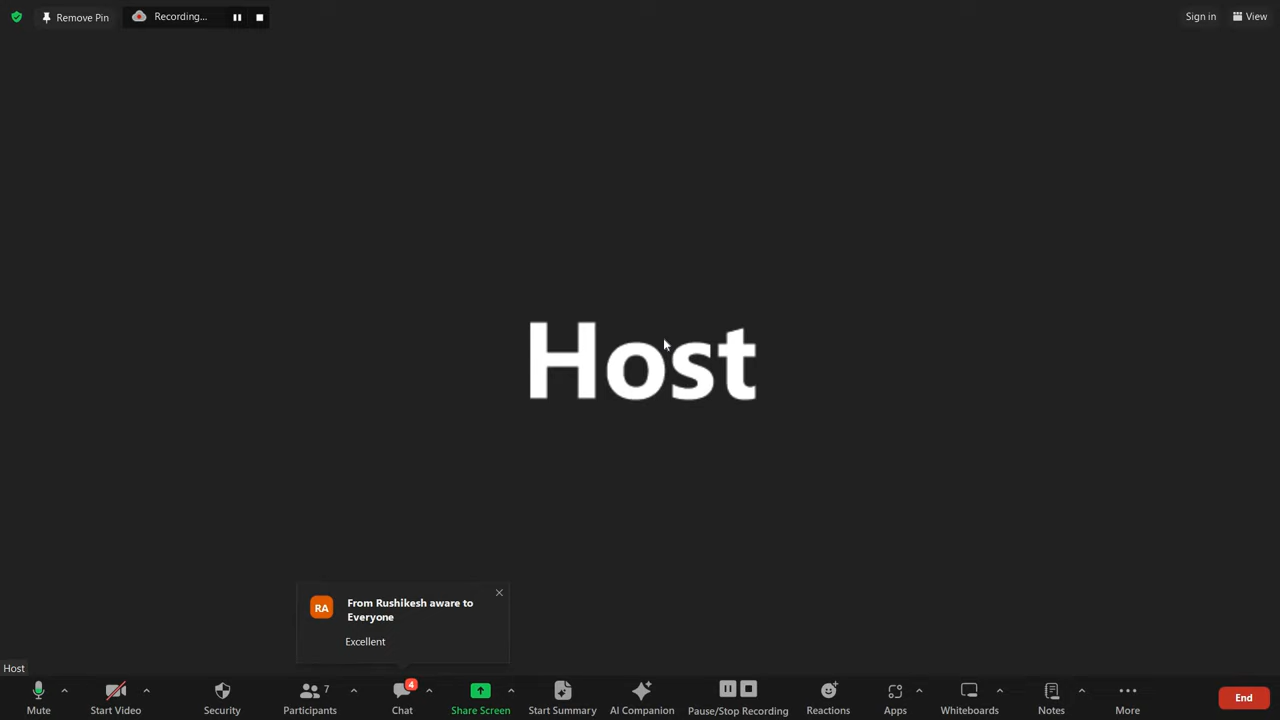 Remove Pin
Recording...
Sign in
View
Host
RA
From Rushikesh aware to
Everyone
Excellent
Host
Mute
Start Video
Security
7
Participants
4
Chat
Share Screen
Start Summary
AI Companion
Pause/Stop Recording
Reactions
Apps
Whiteboards
Notes
More
End